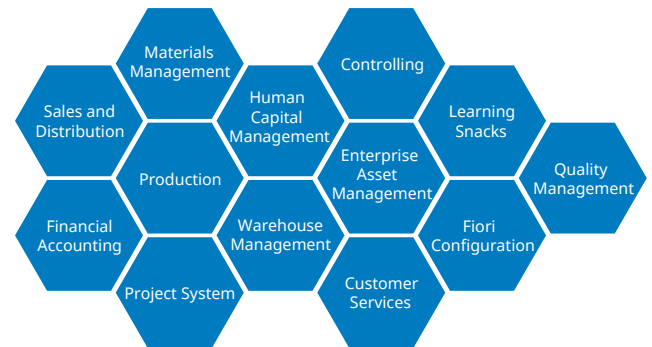 Materials
Management
Controlling
Sales and
Distribution
Human
Capital
Management
Learning
Snacks
Production
Enterprise
Asset
Management
Quality
Management
Financial
Accounting
Warehouse
Management
Fiori
Configuration
Project System
Customer
Services